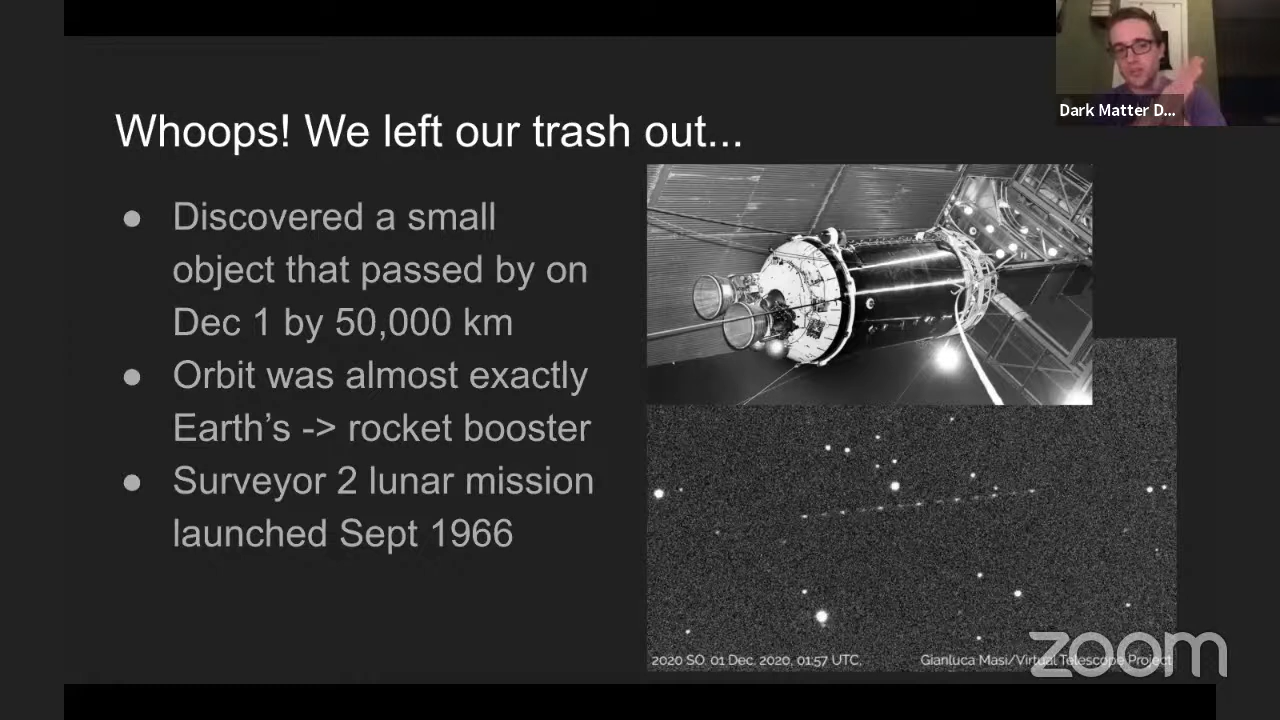 Dark Matter D...
Whoops! We left our trash out...
● Discovered a small
object that passed by on
Dec 1 by 50,000 km
● Orbit was almost exactly
Earth’s -> rocket booster
● Surveyor 2 lunar mission
launched Sept 1966
2020 SO. 01 Dec. 2020, 01:57 UTC,
Gianluca Masi/Virtual Telescope Project
zoom